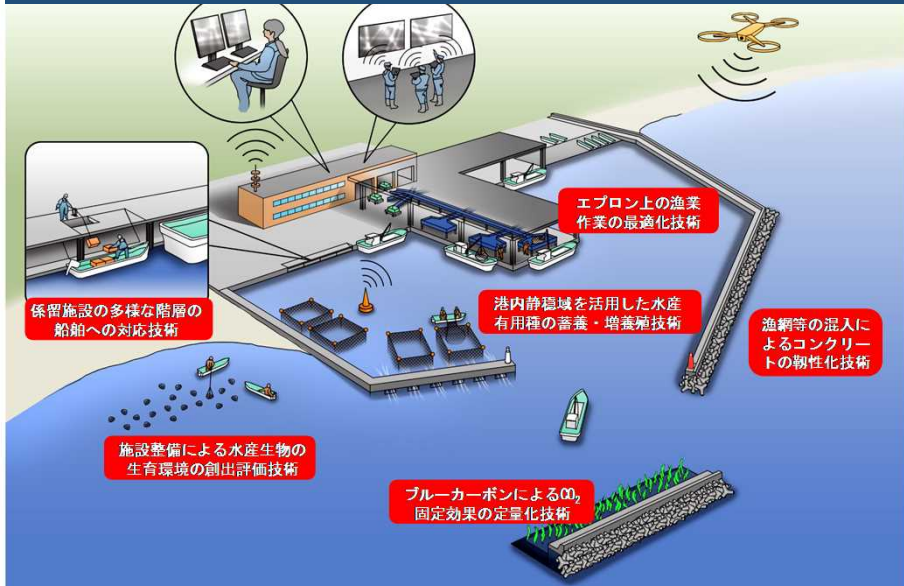 エプロン上の漁業
作業の最適化技術
係留施設の多様な階層の
船舶への対応技術
港内静穏域を活用した水産
有用種の蓄養・増養殖技術
漁網等の混入に
よるコンクリー
トの靱性化技術
施設整備による水産生物の
生育環境の創出評価技術
ブルーカーボンによるCO₂
固定効果の定量化技術